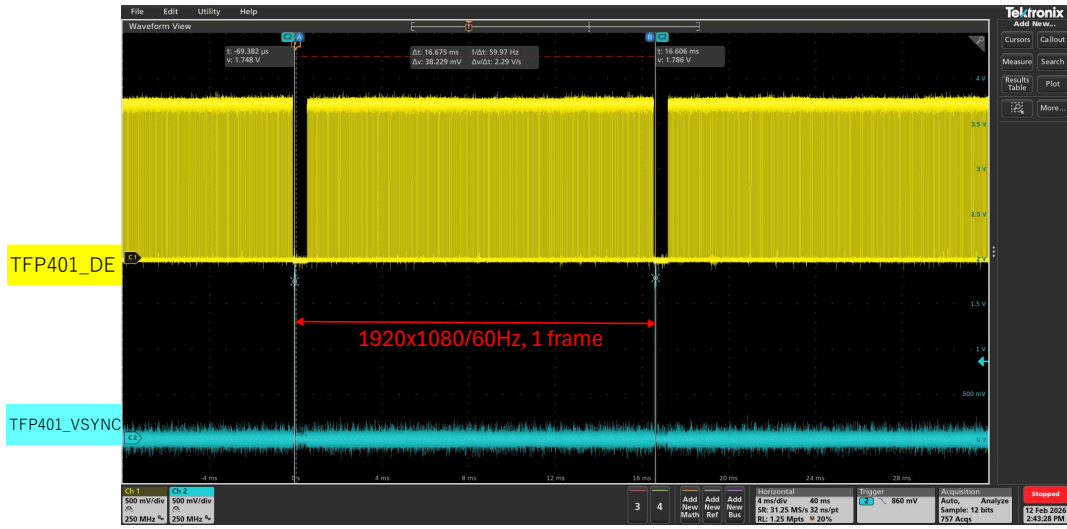 File Edit Utility Help
Tektronix
Waveform View
Add New...
C2 A
B C2
t: -69.382 µs
v: 1.748 V
Δt: 16.675 ms 1/Δt: 59.97 Hz
Δv: 38.229 mV Δv/Δt: 2.29 V/s
t: 16.606 ms
v: 1.786 V
Cursors Callout
Measure Search
Results Table Plot
More...
4 V
3.5 V
3 V
2.5 V
2 V
TFP401_DE
C1
1.5 V
1920x1080/60Hz, 1 frame
1 V
500 mV
TFP401_VSYNC
C2
0 V
-4 ms 0s 4 ms 8 ms 12 ms 16 ms 20 ms 24 ms 28 ms
Ch 1
500 mV/div
250 MHz
Ch 2
500 mV/div
250 MHz
3 4
Add New Math
Add New Ref
Add New Bus
Horizontal
4 ms/div 40 ms
SR: 31.25 MS/s 32 ns/pt
RL: 1.25 Mpts 20%
Trigger
2 860 mV
Acquisition
Auto, Analyze
Sample: 12 bits
757 Acqs
Stopped
12 Feb 2026
2:43:28 PM